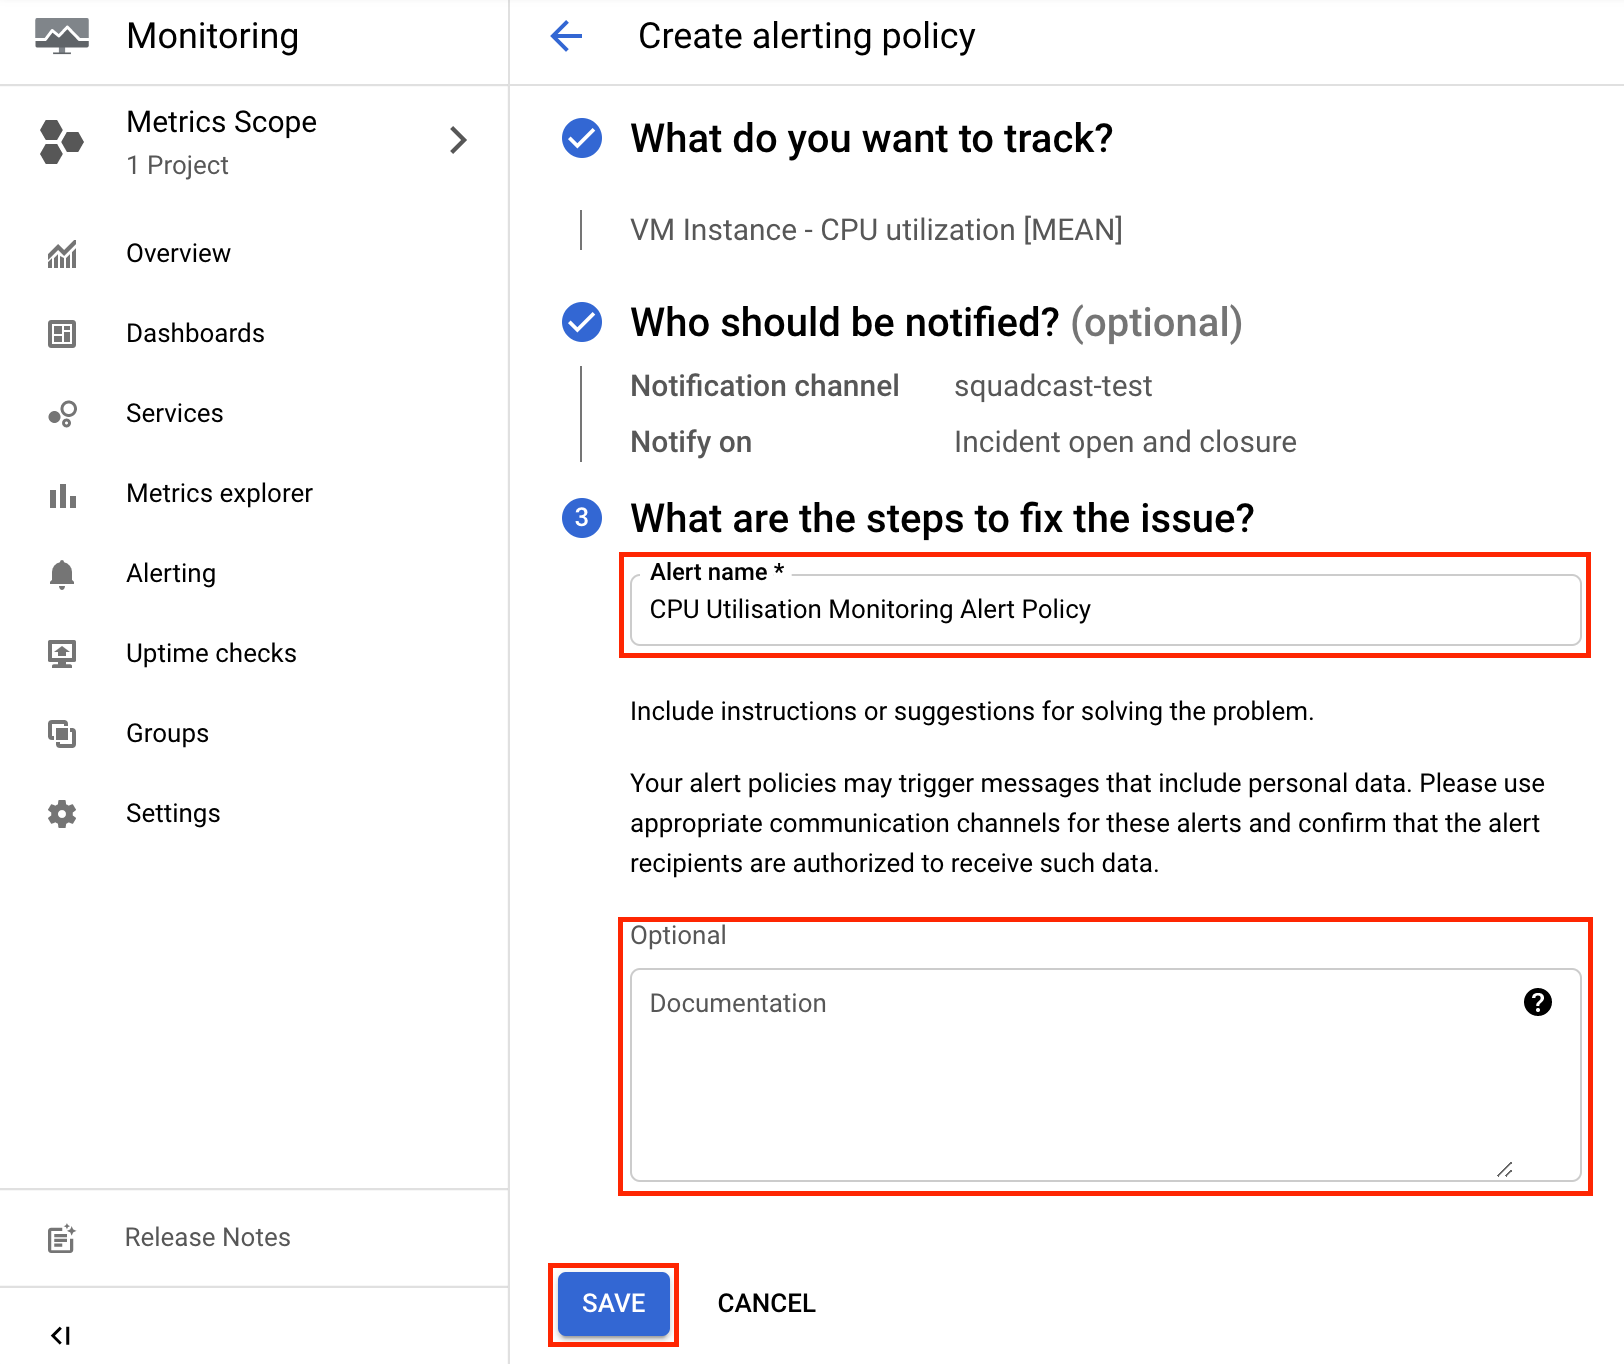 Monitoring
Create alerting policy
Metrics Scope
1 Project
Overview
Dashboards
Services
Metrics explorer
Alerting
Uptime checks
Groups
Settings
Release Notes
What do you want to track?
VM Instance - CPU utilization [MEAN]
Who should be notified? (optional)
Notification channel squadcast-test
Notify on Incident open and closure
3 What are the steps to fix the issue?
Alert name *
CPU Utilisation Monitoring Alert Policy
Include instructions or suggestions for solving the problem.
Your alert policies may trigger messages that include personal data. Please use
appropriate communication channels for these alerts and confirm that the alert
recipients are authorized to receive such data.
Optional
Documentation ?
SAVE CANCEL